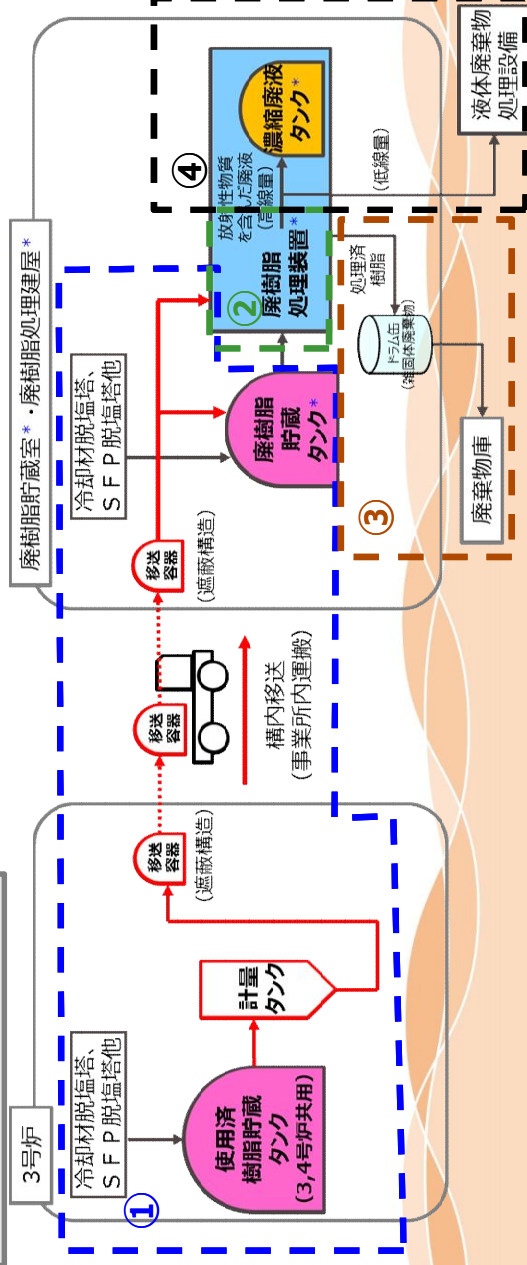 3号炉
冷却材脱塩塔、
ＳＦＰ脱塩塔他
①
使用済
樹脂貯蔵
タンク
(3,4号炉共用)
計量
タンク
移送
容器
(遮蔽構造)
移送
容器
構内移送
(事業所内運搬)
移送
容器
(遮蔽構造)
廃樹脂貯蔵室*・廃樹脂処理建屋*
冷却材脱塩塔、
ＳＦＰ脱塩塔他
廃樹脂
貯蔵
タンク*
②
廃樹脂
処理装置*
④
放射性物質
を含んだ廃液
(高線量)
濃縮廃液
タンク*
(低線量)
液体廃棄物
処理設備
③
処理済
樹脂
ドラム缶
(雑固体廃棄物)
廃棄物庫